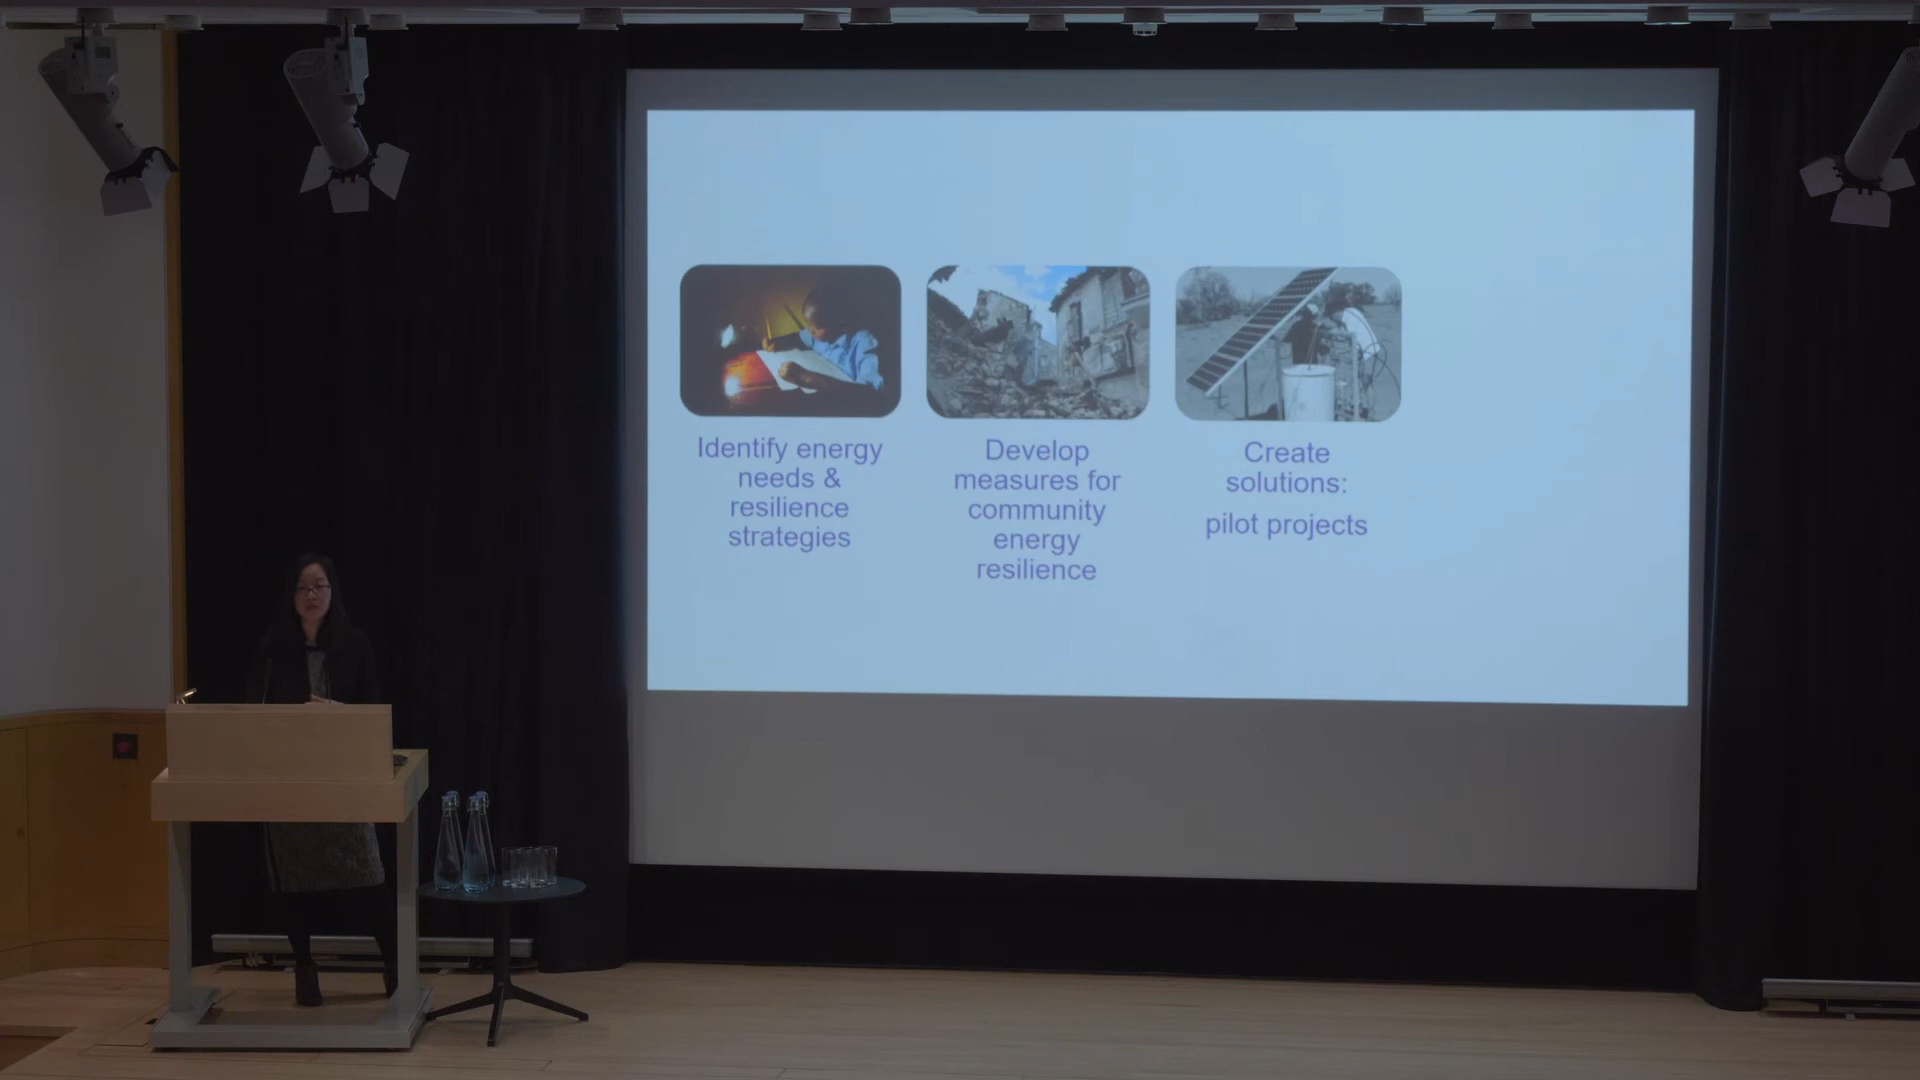 Identify energy
needs &
resilience
strategies
Develop
measures for
community
energy
resilience
Create
solutions:
pilot projects